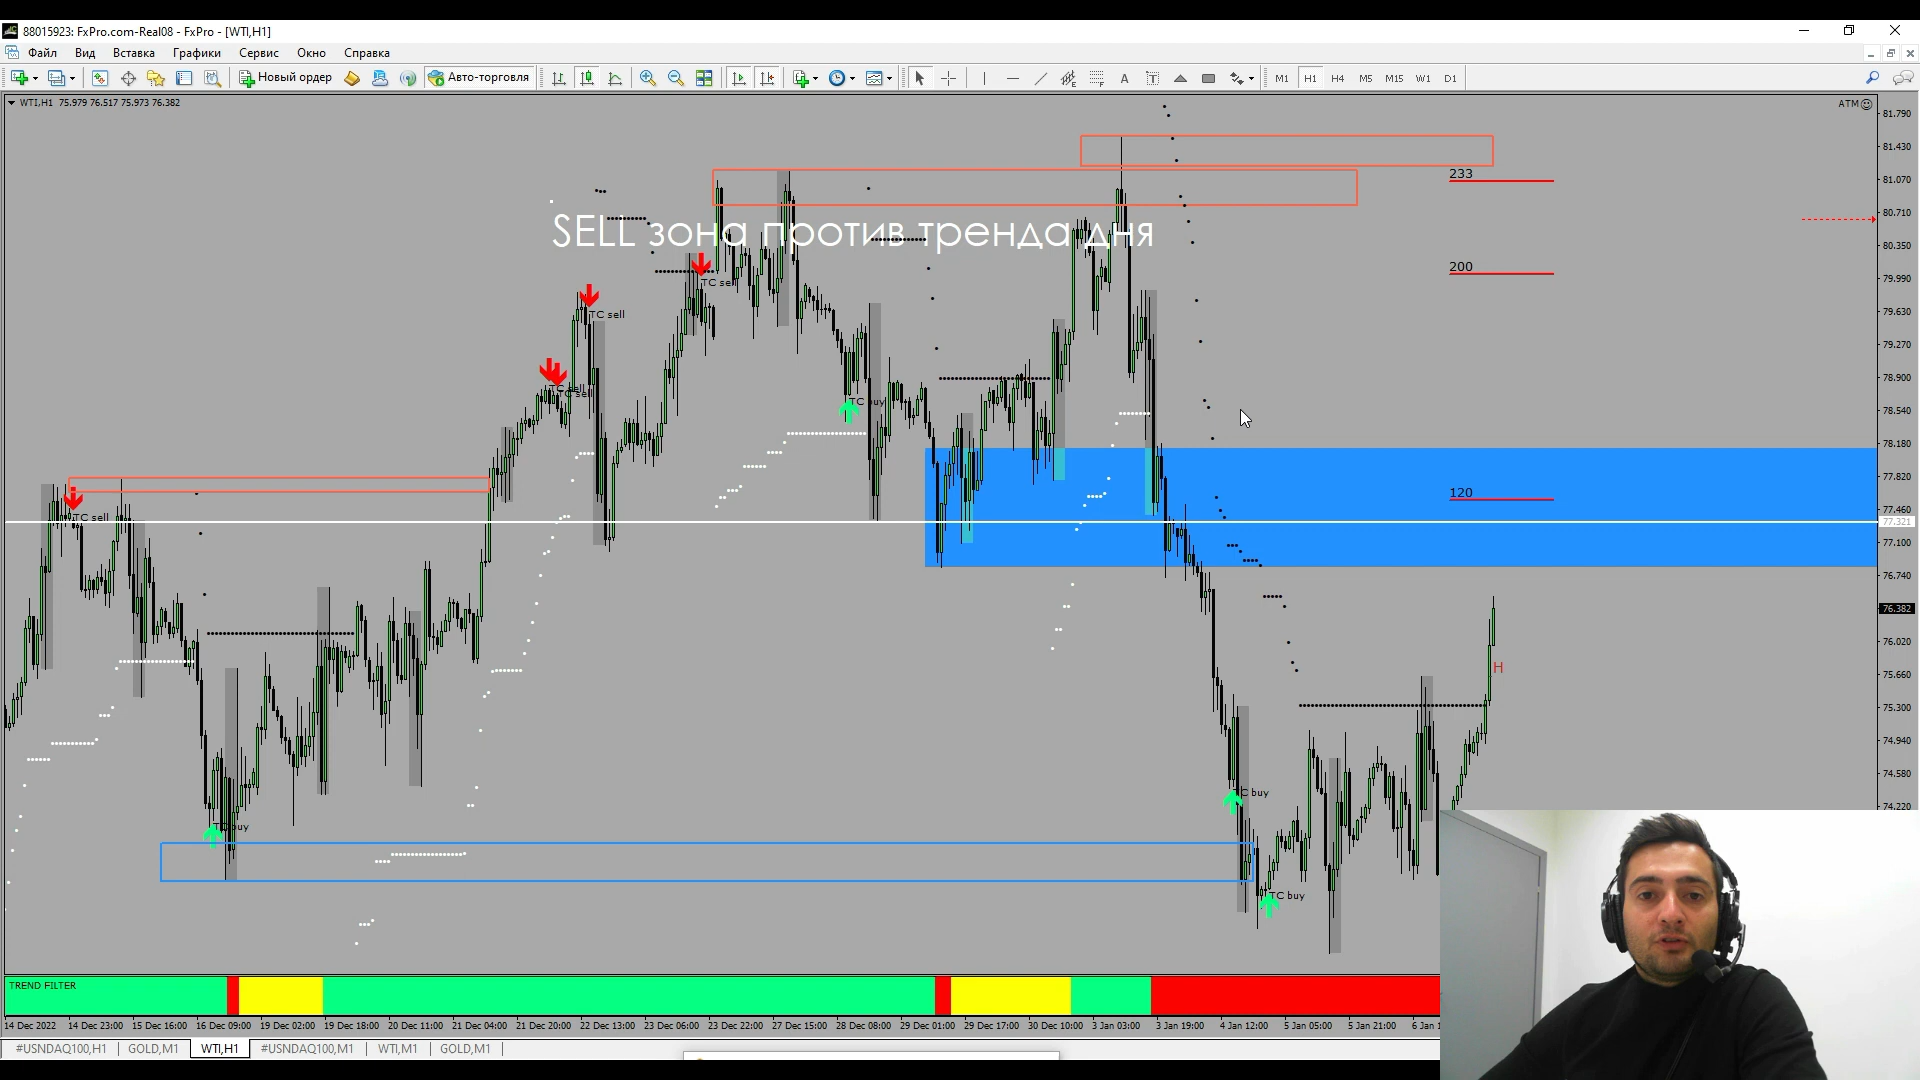 88015923: FxPro.com-Real08 - FxPro - [WTI,H1]
Файл Вид Вставка Графики Сервис Окно Справка
Новый ордер Авто-торговля M1 H1 H4 M5 M15 W1 D1
WTI,H1 75.979 76.517 75.973 76.382
ATM
81.790
81.430
233
81.070
80.710
SELL зона против тренда дня
80.350
200
79.990
TC sell
TC sell
79.630
79.270
78.900
TC sell
TC sell
TC buy
78.540
78.180
77.820
120
77.460
TC sell
77.321
77.100
76.740
76.382
76.020
H
75.660
75.300
74.940
74.580
TC buy
74.220
TC buy
TC buy
TREND FILTER
14 Dec 2022 14 Dec 23:00 15 Dec 16:00 16 Dec 09:00 19 Dec 02:00 19 Dec 18:00 20 Dec 11:00 21 Dec 04:00 21 Dec 20:00 22 Dec 13:00 23 Dec 06:00 23 Dec 22:00 27 Dec 15:00 28 Dec 08:00 29 Dec 01:00 29 Dec 17:00 30 Dec 10:00 3 Jan 03:00 3 Jan 19:00 4 Jan 12:00 5 Jan 05:00 5 Jan 21:00 6 Jan 1
#USNDAQ100,H1 GOLD,M1 WTI,H1 #USNDAQ100,M1 WTI,M1 GOLD,M1